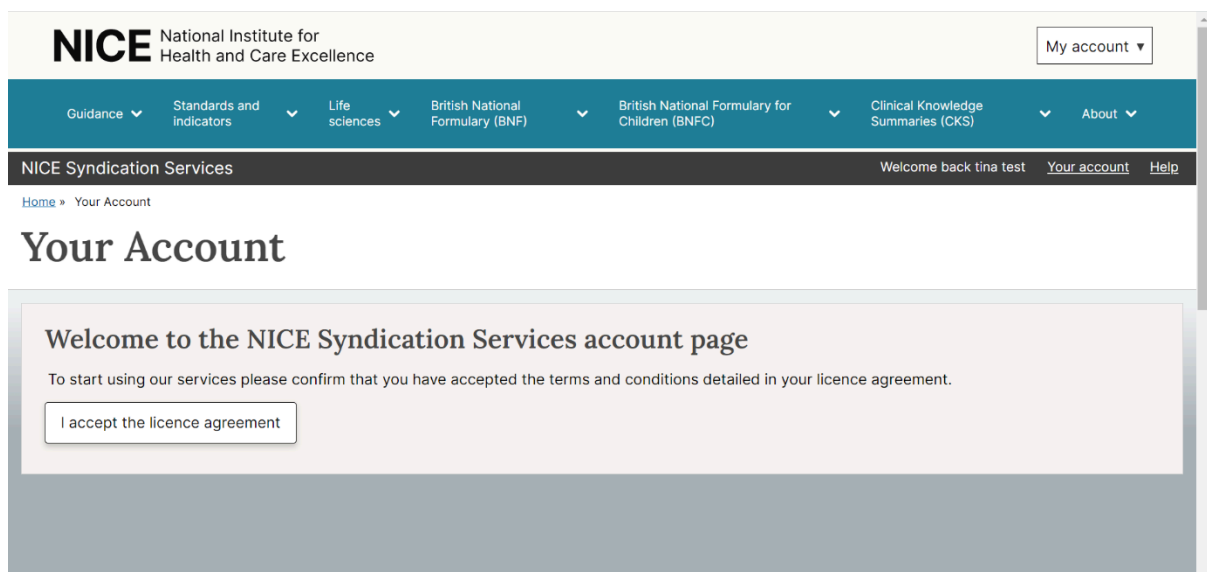 NICE National Institute for
Health and Care Excellence
My account ▾
Guidance
Standards and
indicators
Life
sciences
British National
Formulary (BNF)
British National Formulary for
Children (BNFC)
Clinical Knowledge
Summaries (CKS)
About
NICE Syndication Services
Welcome back tina test Your account Help
Home » Your Account
Your Account
Welcome to the NICE Syndication Services account page
To start using our services please confirm that you have accepted the terms and conditions detailed in your licence agreement.
I accept the licence agreement